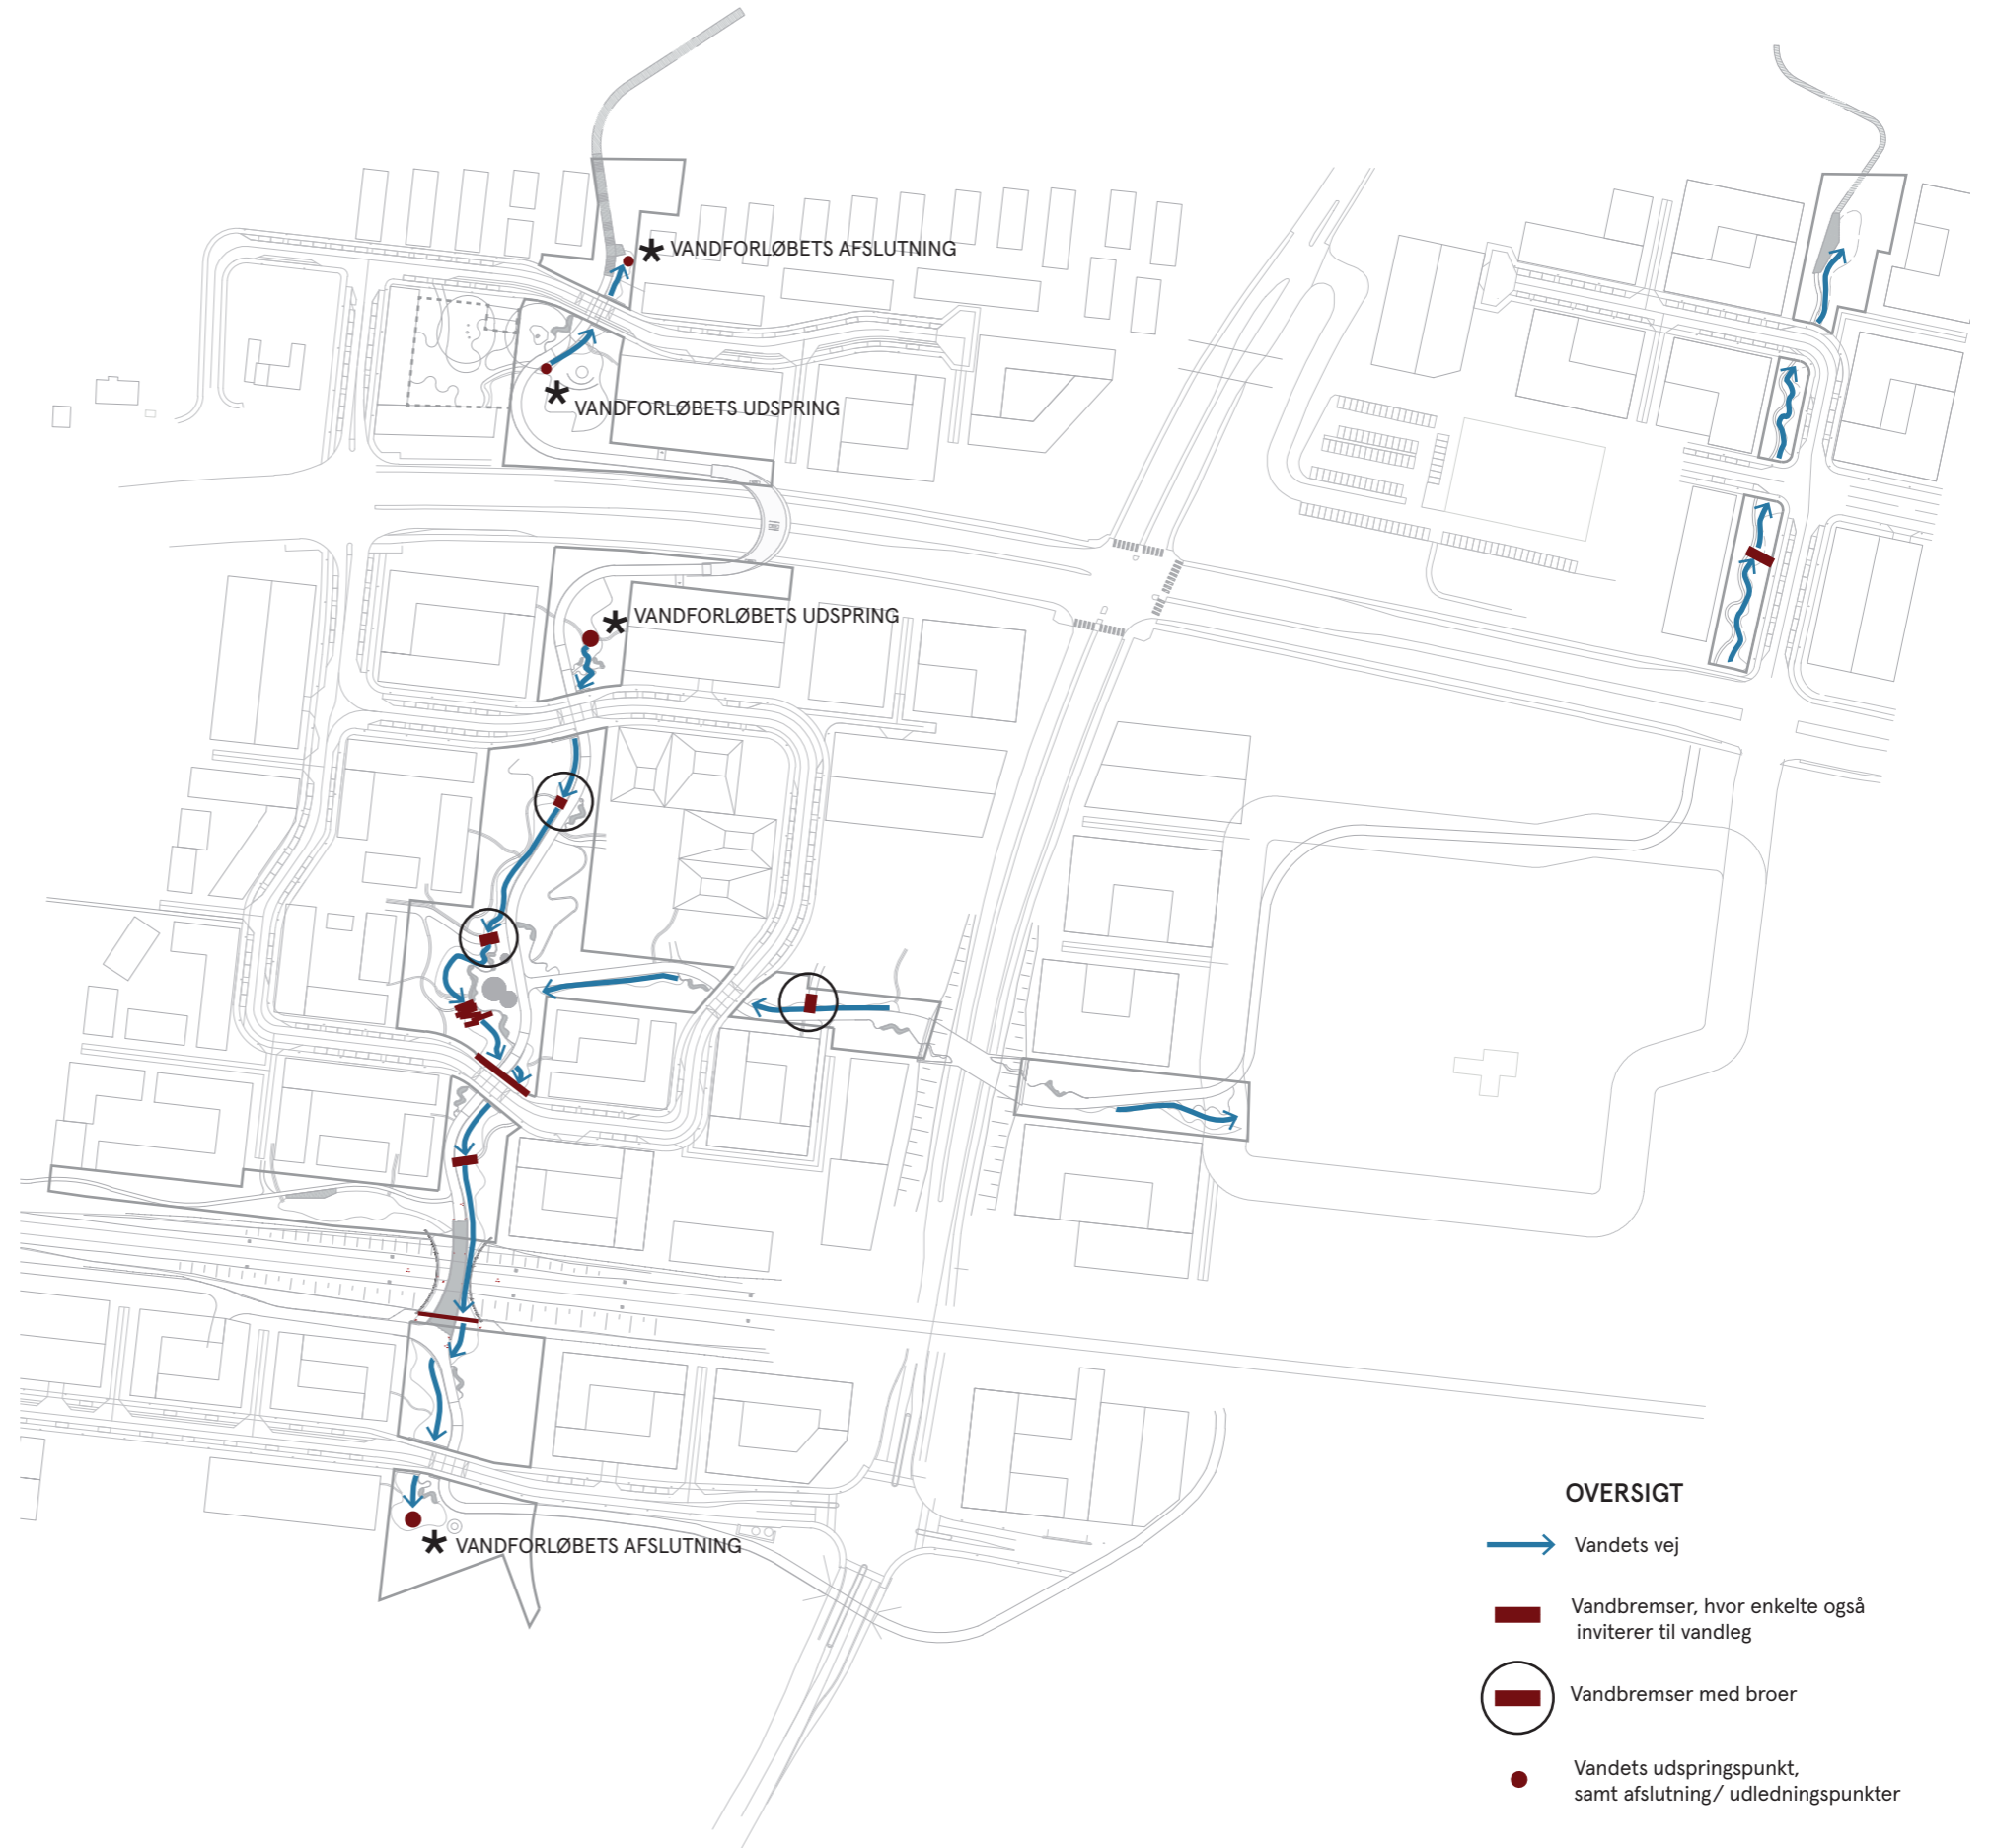 * VANDFORLØBETS AFSLUTNING
* VANDFORLØBETS UDSPRING
* VANDFORLØBETS UDSPRING
* VANDFORLØBETS AFSLUTNING
OVERSIGT
Vandets vej
Vandbremser, hvor enkelte også
inviterer til vandleg
Vandbremser med broer
Vandets udspringspunkt,
samt afslutning/ udledningspunkter